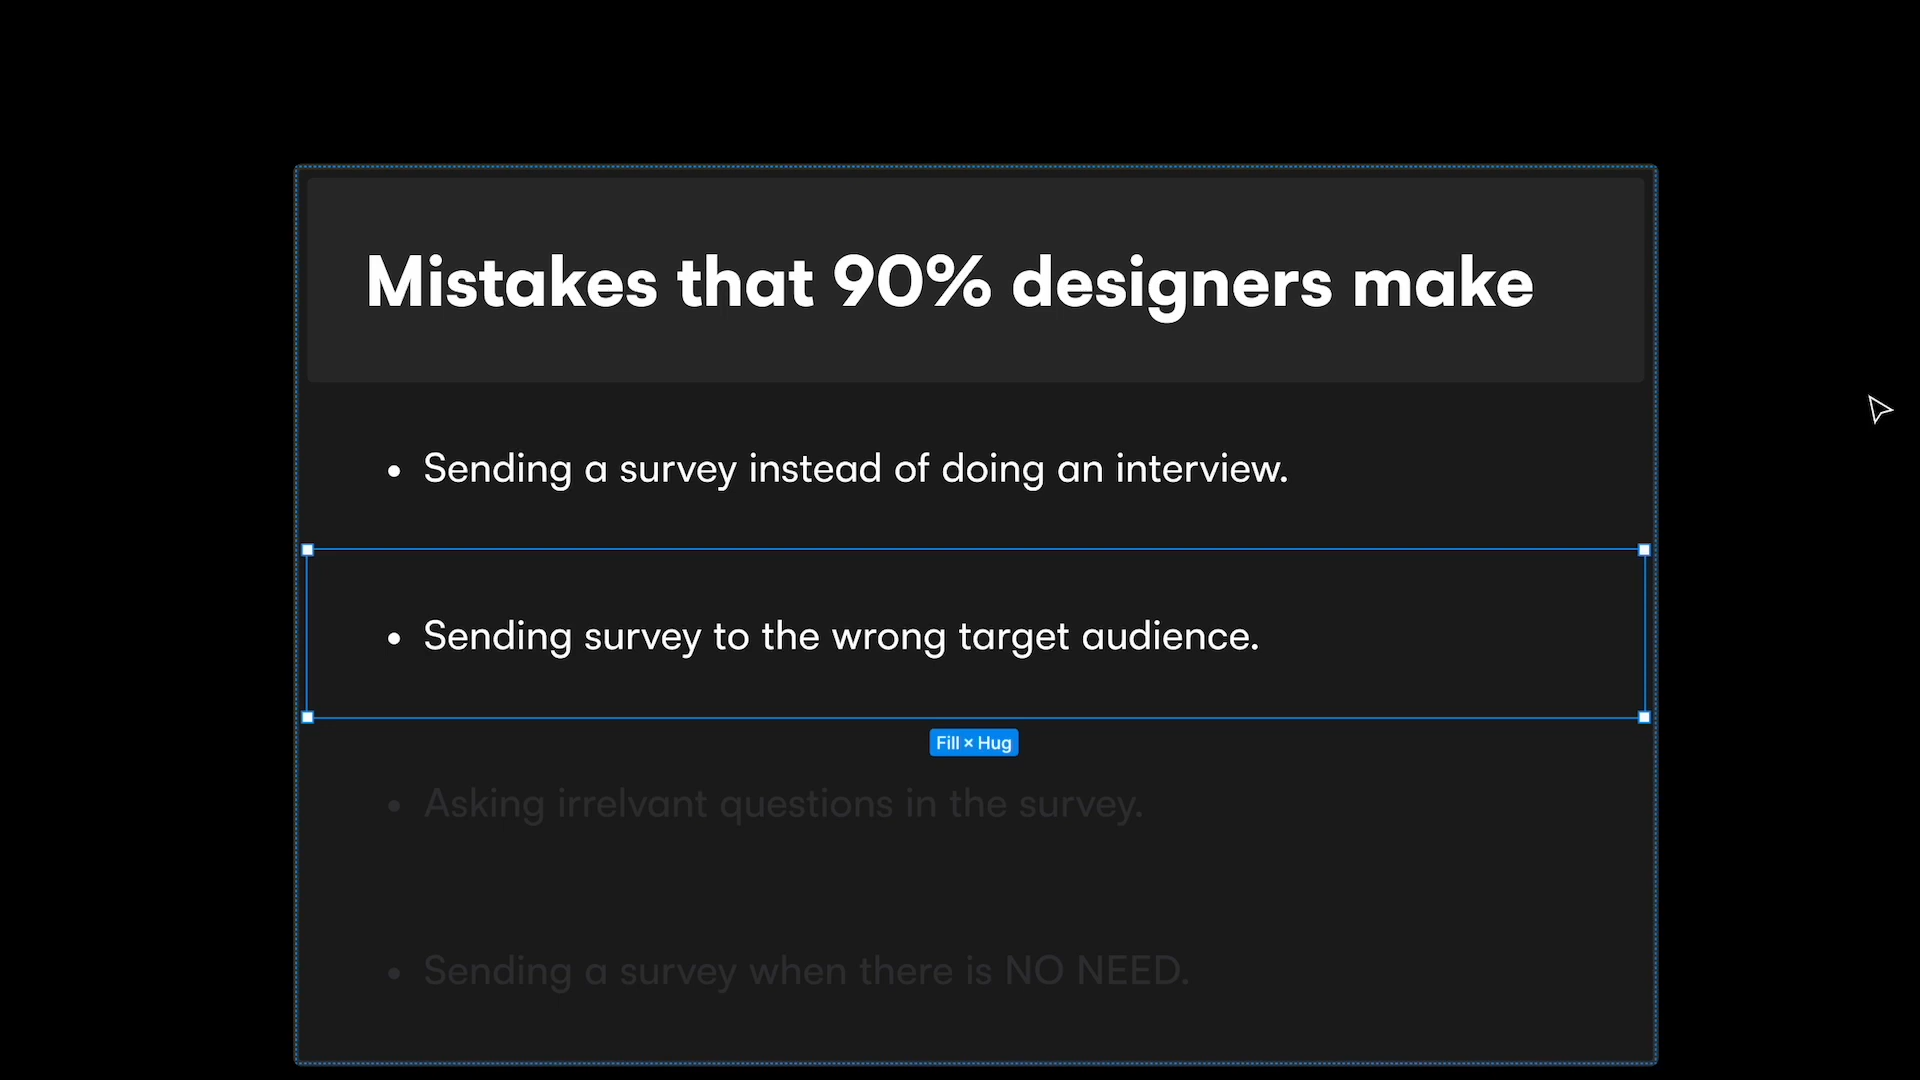 Mistakes that 90% designers make
• Sending a survey instead of doing an interview.
• Sending survey to the wrong target audience.
Fill × Hug
• Asking irrelvant questions in the survey.
• Sending a survey when there is NO NEED.